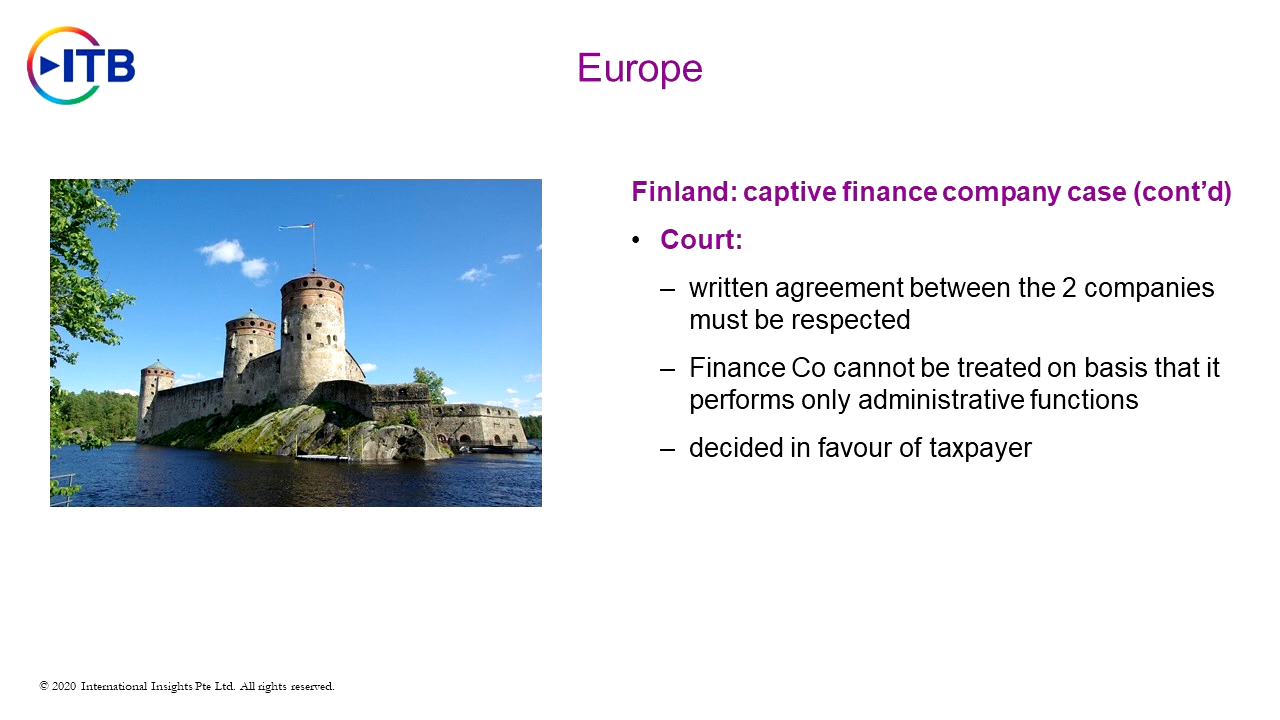 ITB
Europe
Finland: captive finance company case (cont’d)
• Court:
– written agreement between the 2 companies
must be respected
– Finance Co cannot be treated on basis that it
performs only administrative functions
– decided in favour of taxpayer
© 2020 International Insights Pte Ltd. All rights reserved.